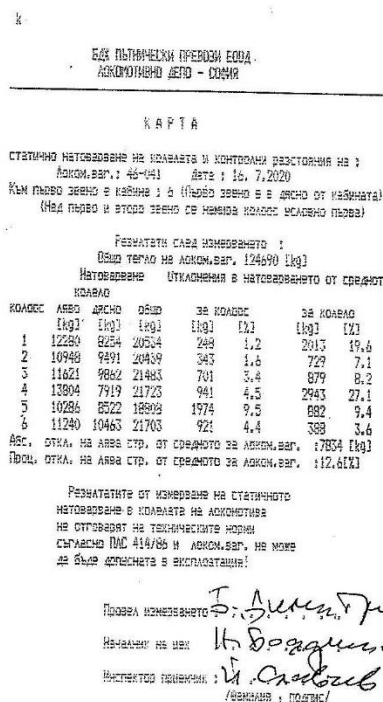 k
БДЖ ПЪТНИЧЕСКИ ПРЕВОЗИ ЕООД
ЛОКОМОТИВНО ДЕПО - СОФИЯ
К А Р Т А
статично натоварване на колелата и контролни разстояния на :
Локом.ваг.: 46-041 Дата : 16. 7.2020
Към първо звено е кабина : 6 (Първо звено е в дясно от кабината)
(Над първо и второ звено се намира колоос условно първа)
Резултати след измерването :
Общо тегло на локом.ваг. 124690 [kg]
Натоварване Отклонения в натоварването от средното
колело
колоос ляво дясно общо за колоос за колело
[kg] [kg] [kg] [kg] [%] [kg] [%]
1 12280 8254 20534 248 1.2 2013 19.6
2 10948 9491 20439 343 1.6 729 7.1
3 11621 9862 21483 701 3.4 879 8.2
4 13804 7919 21723 941 4.5 2943 27.1
5 10286 8522 18808 1974 9.5 882 9.4
6 11240 10463 21703 921 4.4 388 3.6
Абс. откл. на лява стр. от средното за локом.ваг. :7834 [kg]
Проц. откл. на лява стр. от средното за локом.ваг. :12.6[%]
Резултатите от измерване на статичното
натоварване в колелата на локомотива
не отговарят на техническите норми
съгласно ПЛС 414/86 и локом.ваг. не може
да бъде допусната в експлоатация!
Провел измерването : Б.
Началник на цех : И.
Инспектор приемчик : Й. Славчев
/фамилия , подпис/